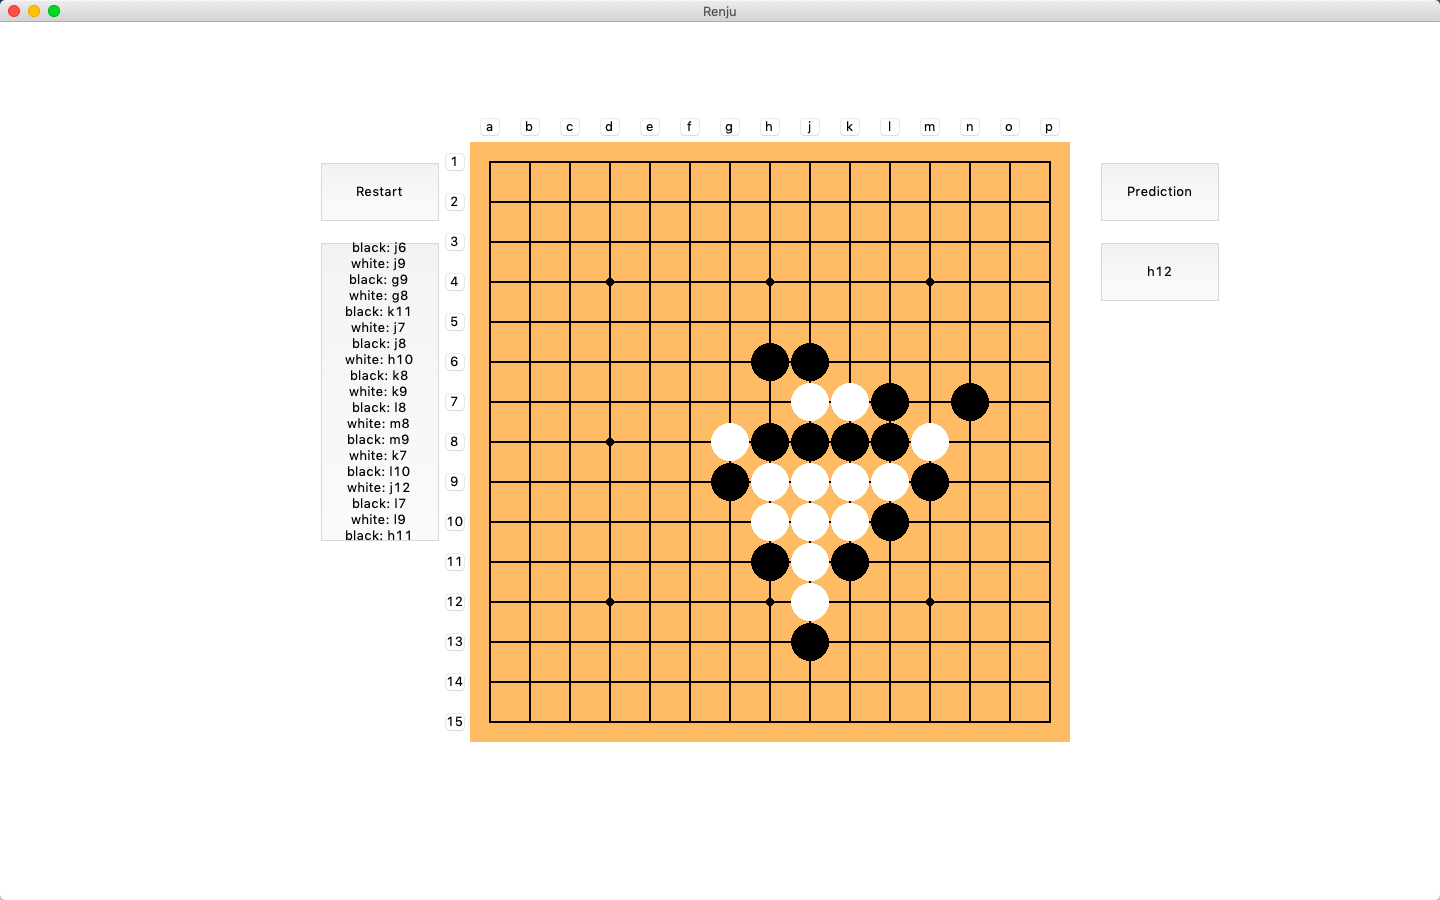 Renju
a b c d e f g h j k l m n o p
1
2
3
4
5
6
7
8
9
10
11
12
13
14
15
Restart
black: j6
white: j9
black: g9
white: g8
black: k11
white: j7
black: j8
white: h10
black: k8
white: k9
black: l8
white: m8
black: m9
white: k7
black: l10
white: j12
black: l7
white: l9
black: h11
Prediction
h12